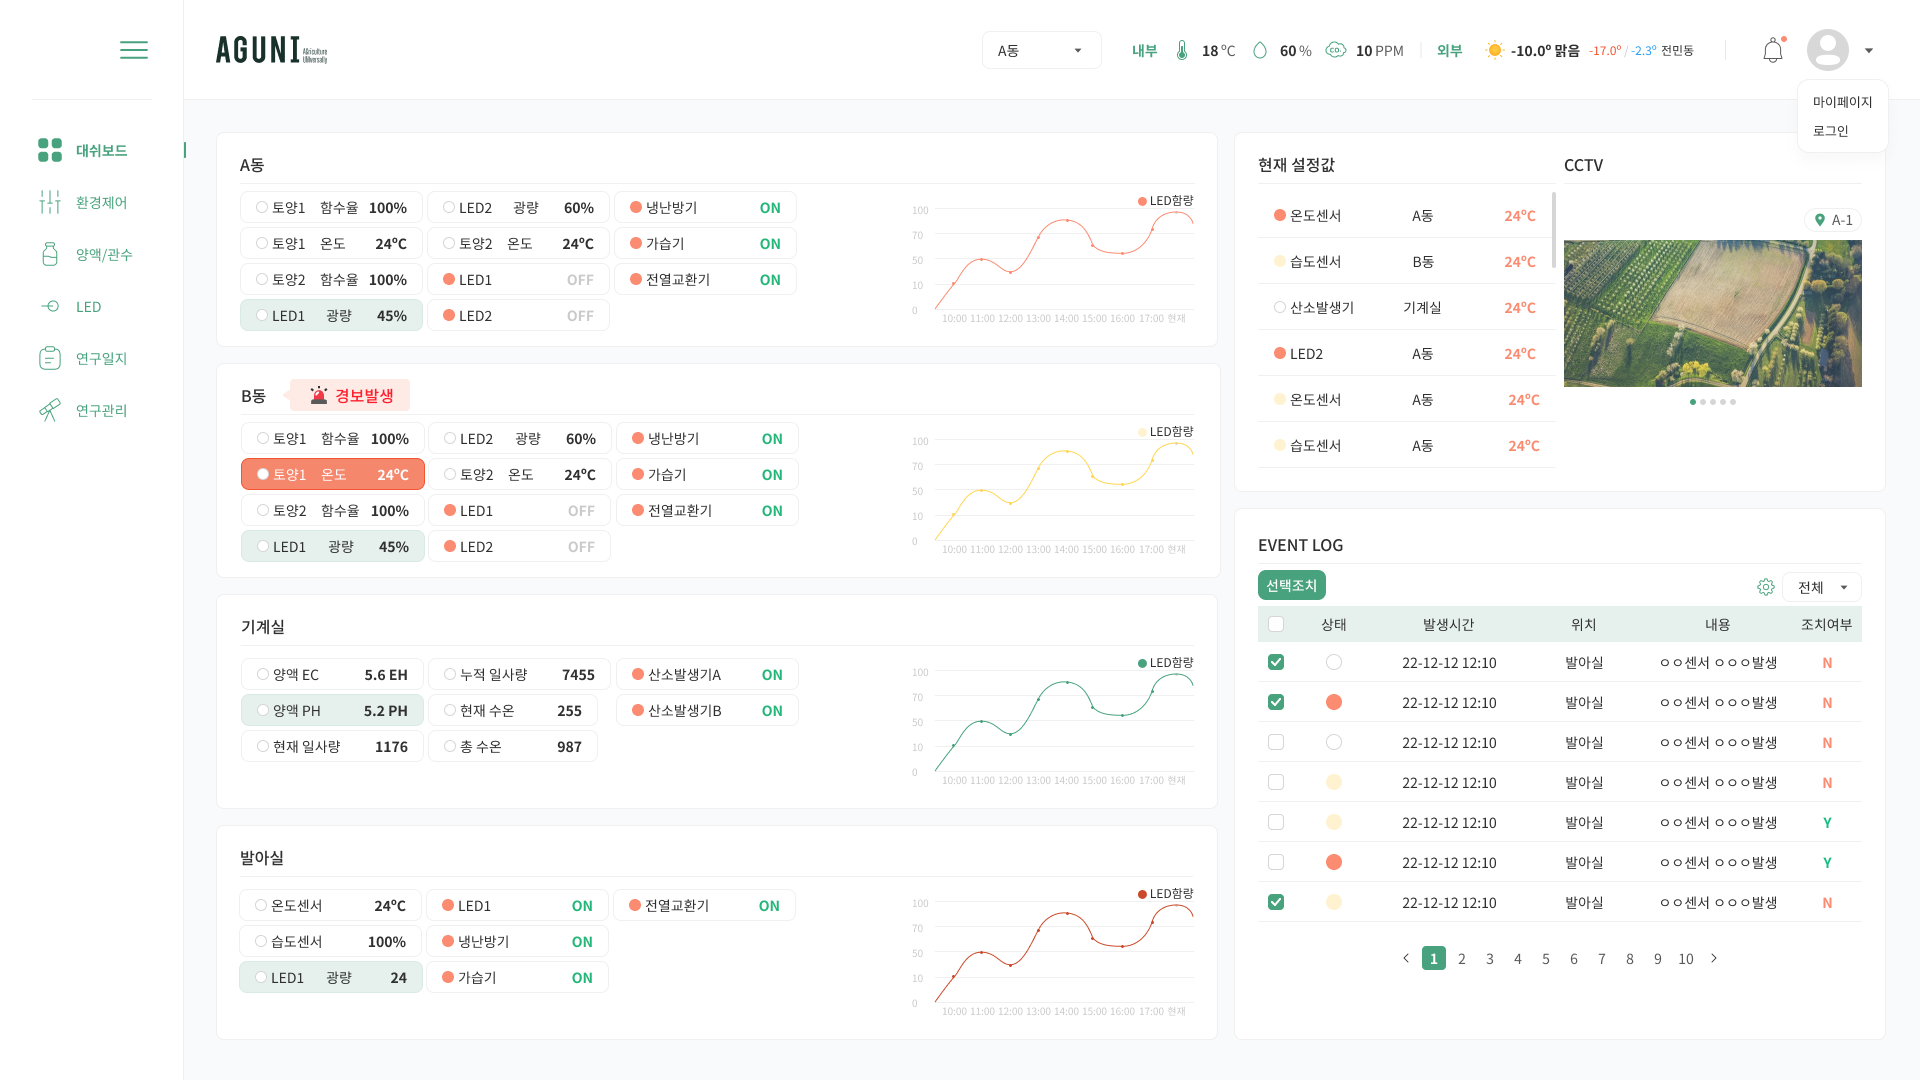 AGUNI AGriculture UNIversally
A동
내부 18 ºC 60 % 10 PPM 외부 -10.0º 맑음 -17.0º / -2.3º 전민동
마이페이지
로그인
대쉬보드
환경제어
양액/관수
LED
연구일지
연구관리
A동
토양1 함수율 100%
LED2 광량 60%
냉난방기 ON
토양1 온도 24ºC
토양2 온도 24ºC
가습기 ON
토양2 함수율 100%
LED1 OFF
전열교환기 ON
LED1 광량 45%
LED2 OFF
LED함량
100
70
50
10
0
10:00 11:00 12:00 13:00 14:00 15:00 16:00 17:00 현재
B동 경보발생
토양1 함수율 100%
LED2 광량 60%
냉난방기 ON
토양1 온도 24ºC
토양2 온도 24ºC
가습기 ON
토양2 함수율 100%
LED1 OFF
전열교환기 ON
LED1 광량 45%
LED2 OFF
LED함량
100
70
50
10
0
10:00 11:00 12:00 13:00 14:00 15:00 16:00 17:00 현재
기계실
양액 EC 5.6 EH
누적 일사량 7455
산소발생기A ON
양액 PH 5.2 PH
현재 수온 255
산소발생기B ON
현재 일사량 1176
총 수온 987
LED함량
100
70
50
10
0
10:00 11:00 12:00 13:00 14:00 15:00 16:00 17:00 현재
발아실
온도센서 24ºC
LED1 ON
전열교환기 ON
습도센서 100%
냉난방기 ON
LED1 광량 24
가습기 ON
LED함량
100
70
50
10
0
10:00 11:00 12:00 13:00 14:00 15:00 16:00 17:00 현재
현재 설정값
온도센서 A동 24ºC
습도센서 B동 24ºC
산소발생기 기계실 24ºC
LED2 A동 24ºC
온도센서 A동 24ºC
습도센서 A동 24ºC
CCTV
A-1
EVENT LOG
선택조치
전체
상태 발생시간 위치 내용 조치여부
22-12-12 12:10 발아실 ㅇㅇ센서 ㅇㅇㅇ발생 N
22-12-12 12:10 발아실 ㅇㅇ센서 ㅇㅇㅇ발생 N
22-12-12 12:10 발아실 ㅇㅇ센서 ㅇㅇㅇ발생 N
22-12-12 12:10 발아실 ㅇㅇ센서 ㅇㅇㅇ발생 N
22-12-12 12:10 발아실 ㅇㅇ센서 ㅇㅇㅇ발생 Y
22-12-12 12:10 발아실 ㅇㅇ센서 ㅇㅇㅇ발생 Y
22-12-12 12:10 발아실 ㅇㅇ센서 ㅇㅇㅇ발생 N
< 1 2 3 4 5 6 7 8 9 10 >